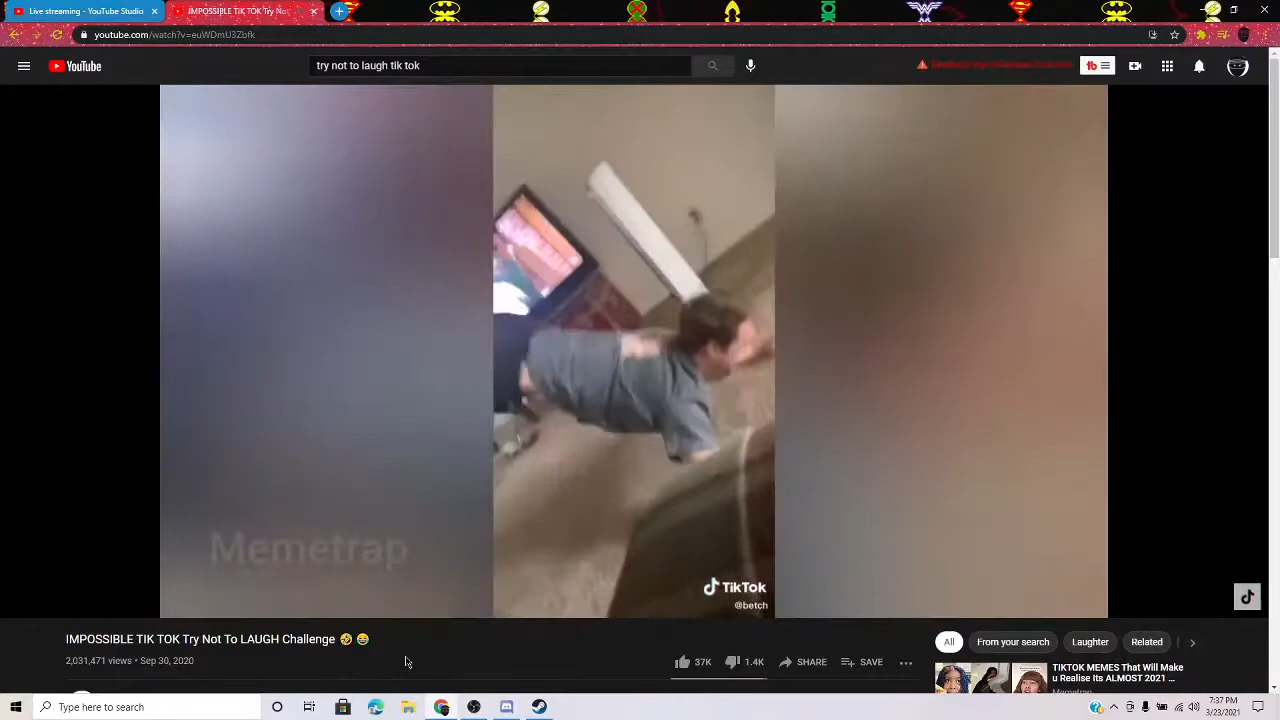 Live streaming - YouTube Studio
IMPOSSIBLE TIK TOK Try No
youtube.com/watch?v=euWDmU3Zbfk
YouTube
try not to laugh tik tok
Memetrap
TikTok
@betch
IMPOSSIBLE TIK TOK Try Not To LAUGH Challenge 🤣 😂
2,031,471 views • Sep 30, 2020
37K
1.4K
SHARE
SAVE
All
From your search
Laughter
Related
TIKTOK MEMES That Will Make
u Realise Its ALMOST 2021 ...
Memetrap
Type here to search
7:37 PM
3/23/2021